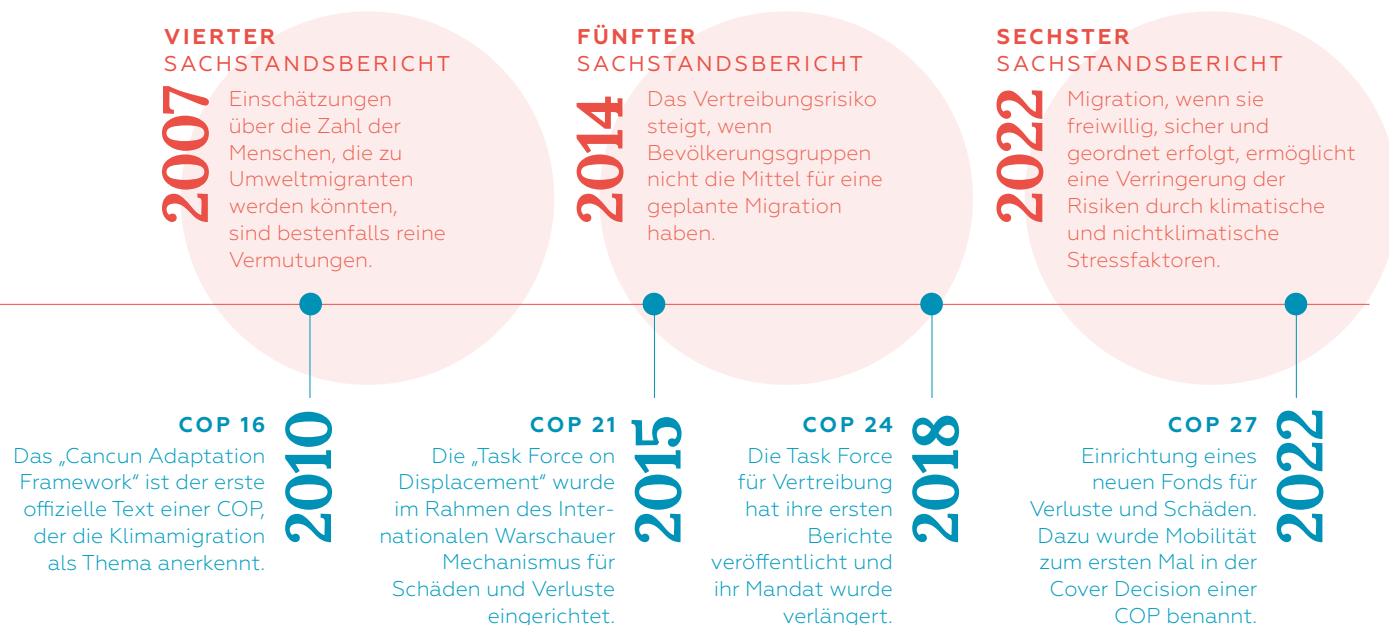 VIERTER
SACHSTANDSBERICHT
2007
Einschätzungen
über die Zahl der
Menschen, die zu
Umweltmigranten
werden könnten,
sind bestenfalls reine
Vermutungen.
FÜNFTER
SACHSTANDSBERICHT
2014
Das Vertreibungsrisiko
steigt, wenn
Bevölkerungsgruppen
nicht die Mittel für eine
geplante Migration
haben.
SECHSTER
SACHSTANDSBERICHT
2022
Migration, wenn sie
freiwillig, sicher und
geordnet erfolgt, ermöglicht
eine Verringerung der
Risiken durch klimatische
und nichtklimatische
Stressfaktoren.
COP 16
2010
Das „Cancun Adaptation
Framework“ ist der erste
offizielle Text einer COP,
der die Klimamigration
als Thema anerkennt.
COP 21
2015
Die „Task Force on
Displacement“ wurde
im Rahmen des Inter-
nationalen Warschauer
Mechanismus für
Schäden und Verluste
eingerichtet.
COP 24
2018
Die Task Force
für Vertreibung
hat ihre ersten
Berichte
veröffentlicht und
ihr Mandat wurde
verlängert.
COP 27
2022
Einrichtung eines
neuen Fonds für
Verluste und Schäden.
Dazu wurde Mobilität
zum ersten Mal in der
Cover Decision einer
COP benannt.